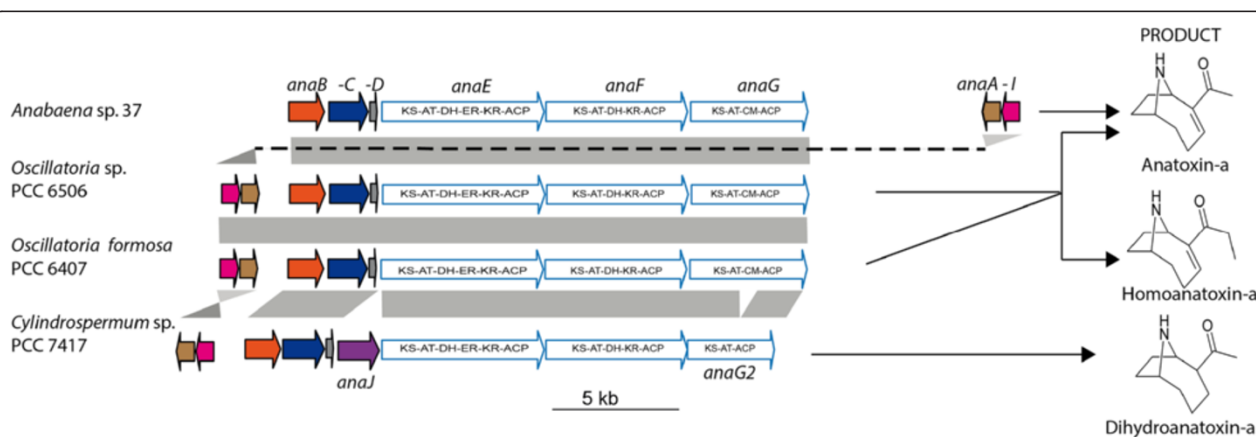 PRODUCT
anaB -C -D anaE anaF anaG anaA - I
Anabaena sp. 37
KS-AT-DH-ER-KR-ACP KS-AT-DH-KR-ACP KS-AT-CM-ACP
H
N
O
Anatoxin-a
Oscillatoria sp.
PCC 6506
KS-AT-DH-ER-KR-ACP KS-AT-DH-KR-ACP KS-AT-CM-ACP
H
N
O
Homoanatoxin-a
Oscillatoria formosa
PCC 6407
KS-AT-DH-ER-KR-ACP KS-AT-DH-KR-ACP KS-AT-CM-ACP
Cylindrospermum sp.
PCC 7417
KS-AT-DH-ER-KR-ACP KS-AT-DH-KR-ACP KS-AT-ACP
anaJ anaG2
H
N
O
Dihydroanatoxin-a
5 kb